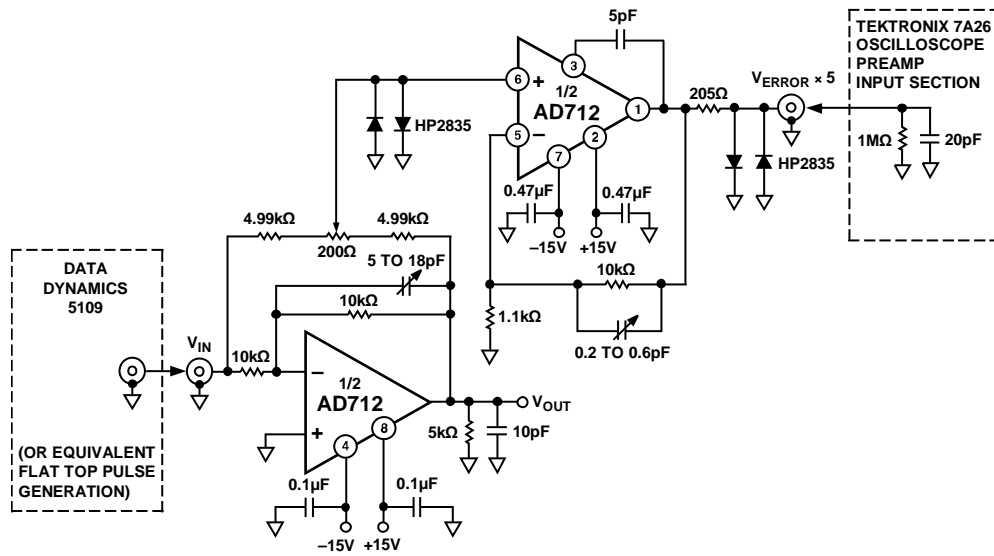 5pF
3
6
+
1/2
AD712
5
−
1
2
7
HP2835
205Ω
VERROR × 5
TEKTRONIX 7A26
OSCILLOSCOPE
PREAMP
INPUT SECTION
1MΩ
20pF
HP2835
0.47µF
0.47µF
−15V
+15V
4.99kΩ
4.99kΩ
200Ω
5 TO 18pF
10kΩ
10kΩ
1.1kΩ
0.2 TO 0.6pF
DATA
DYNAMICS
5109
VIN
10kΩ
−
1/2
AD712
+
4
8
VOUT
5kΩ
10pF
(OR EQUIVALENT
FLAT TOP PULSE
GENERATION)
0.1µF
0.1µF
−15V
+15V